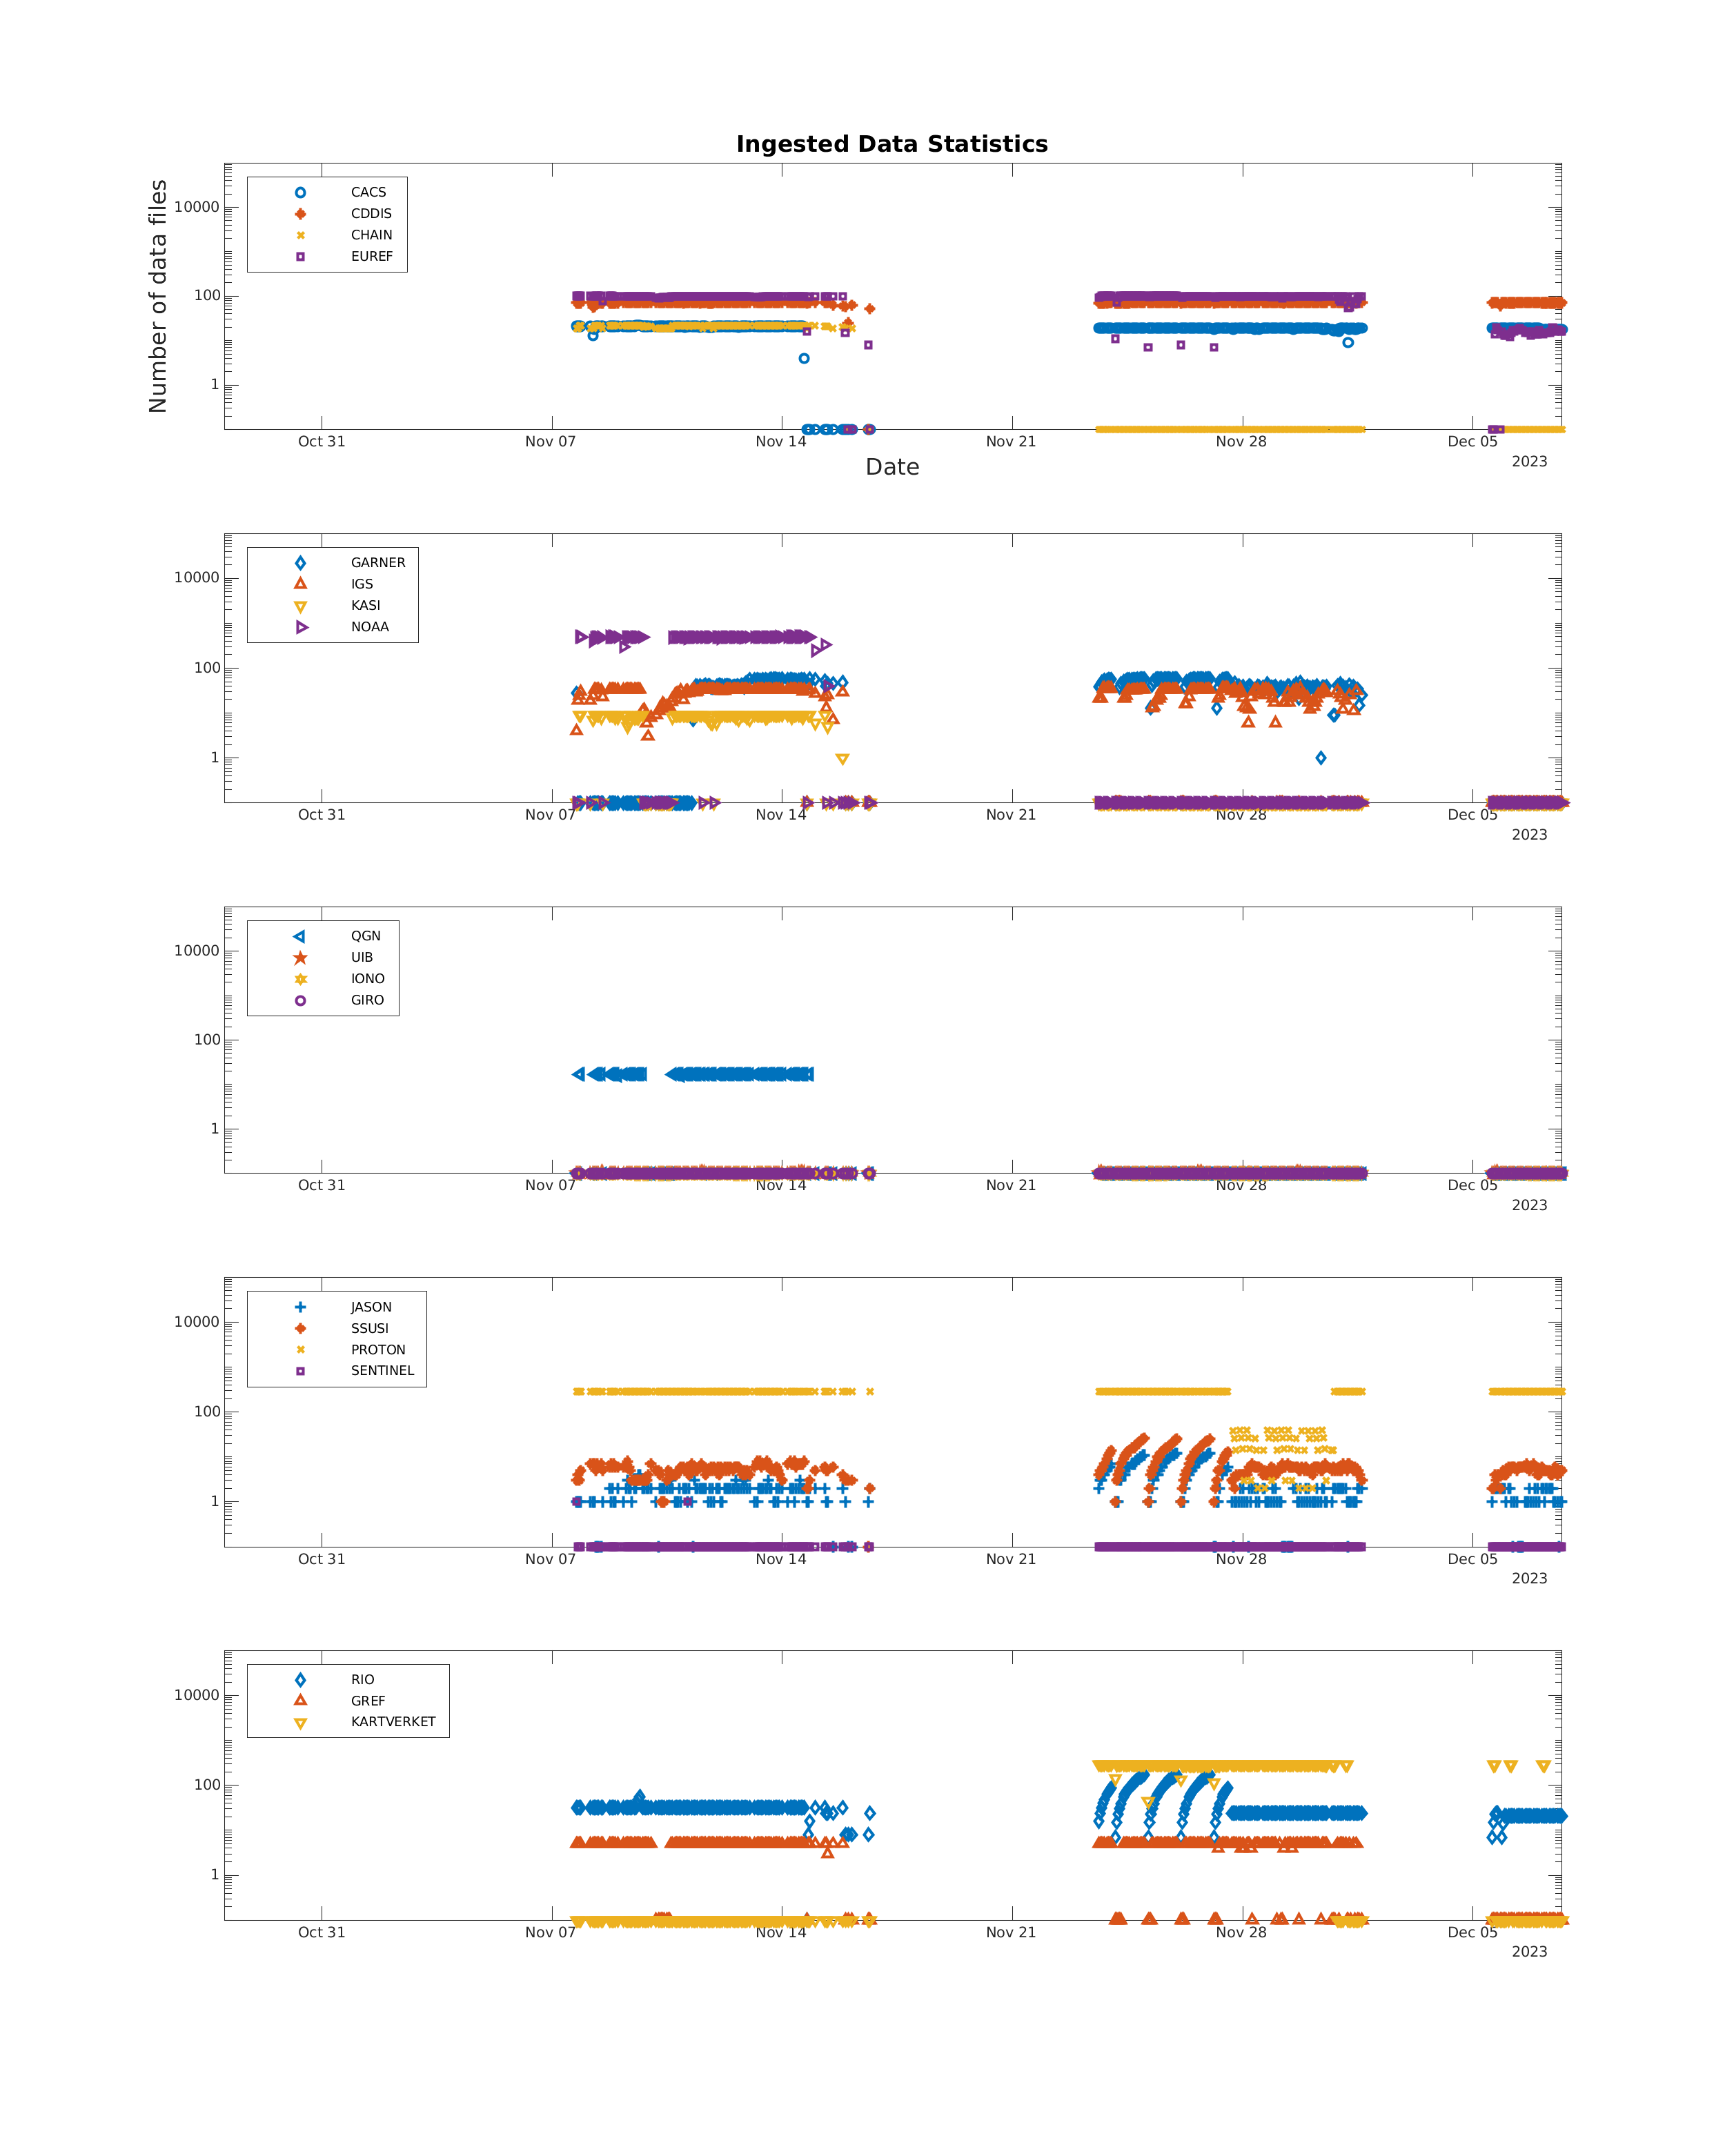 Ingested Data Statistics
Number of data files
10000
100
1
CACS
CDDIS
CHAIN
EUREF
Oct 31
Nov 07
Nov 14
Nov 21
Nov 28
Dec 05
2023
Date
10000
100
1
GARNER
IGS
KASI
NOAA
Oct 31
Nov 07
Nov 14
Nov 21
Nov 28
Dec 05
2023
10000
100
1
QGN
UIB
IONO
GIRO
Oct 31
Nov 07
Nov 14
Nov 21
Nov 28
Dec 05
2023
10000
100
1
JASON
SSUSI
PROTON
SENTINEL
Oct 31
Nov 07
Nov 14
Nov 21
Nov 28
Dec 05
2023
10000
100
1
RIO
GREF
KARTVERKET
Oct 31
Nov 07
Nov 14
Nov 21
Nov 28
Dec 05
2023